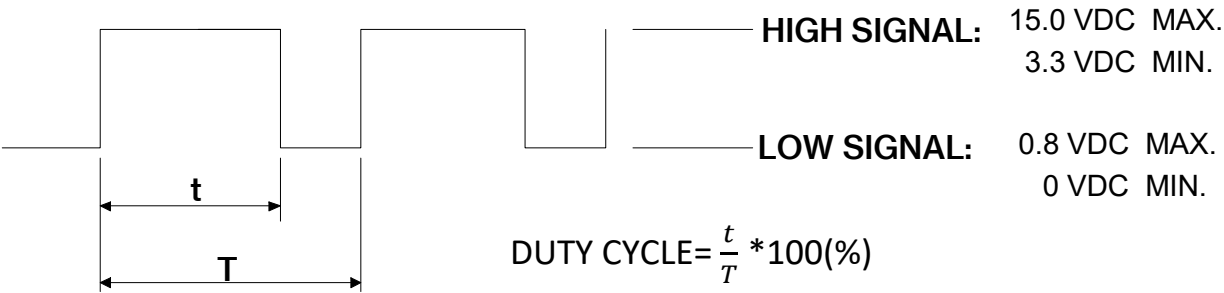 HIGH SIGNAL: 15.0 VDC MAX.
3.3 VDC MIN.
LOW SIGNAL: 0.8 VDC MAX.
0 VDC MIN.
t
T
DUTY CYCLE= t/T *100(%)